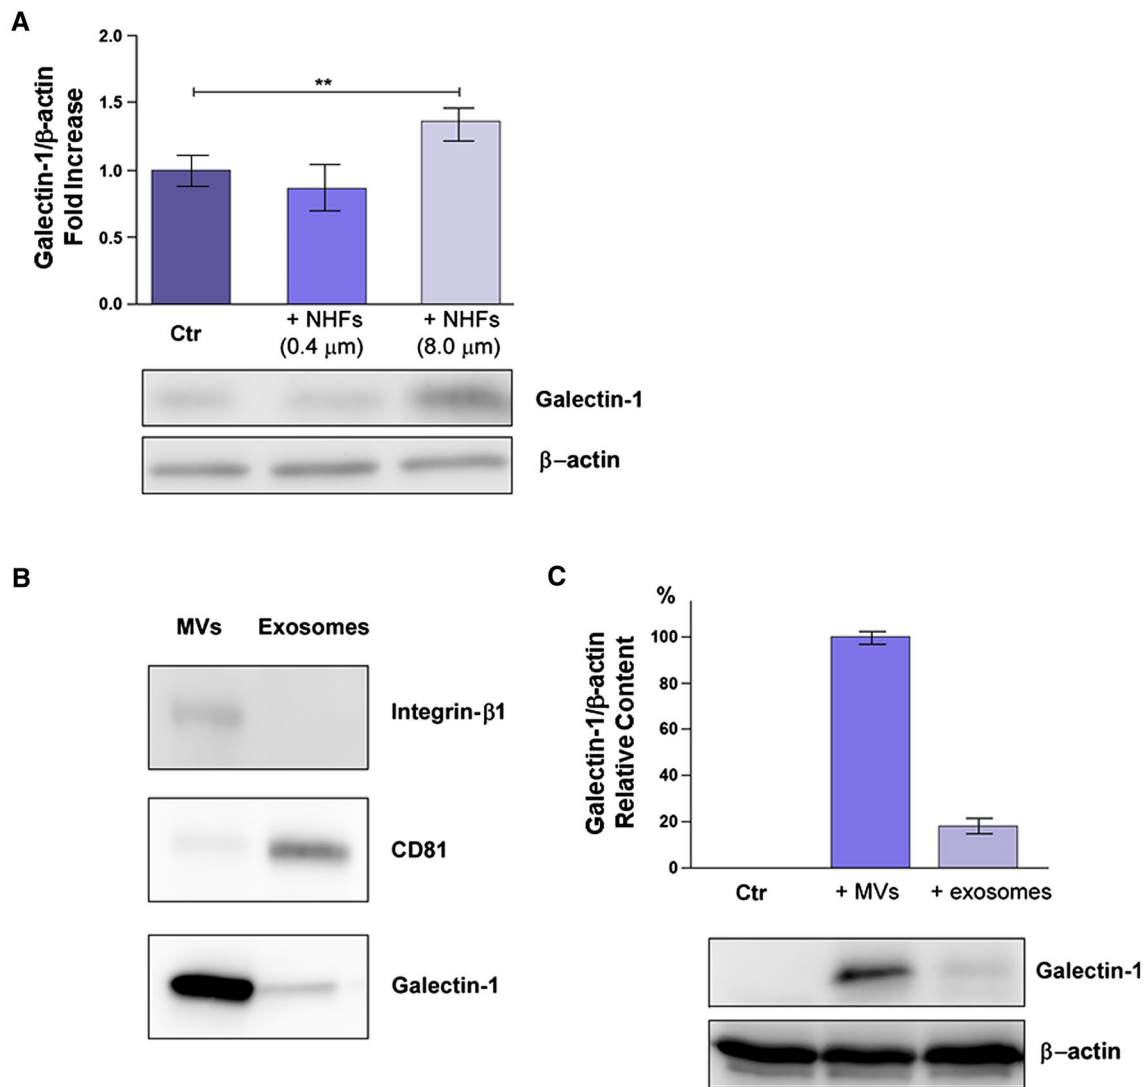 A
Galectin-1/β-actin
Fold Increase
2.0
1.5
1.0
0.5
0.0
**
Ctr
+ NHFs
(0.4 μm)
+ NHFs
(8.0 μm)
Galectin-1
β–actin
B
MVs Exosomes
Integrin-β1
CD81
Galectin-1
C
%
Galectin-1/β-actin
Relative Content
100
80
60
40
20
0
Ctr
+ MVs
+ exosomes
Galectin-1
β–actin